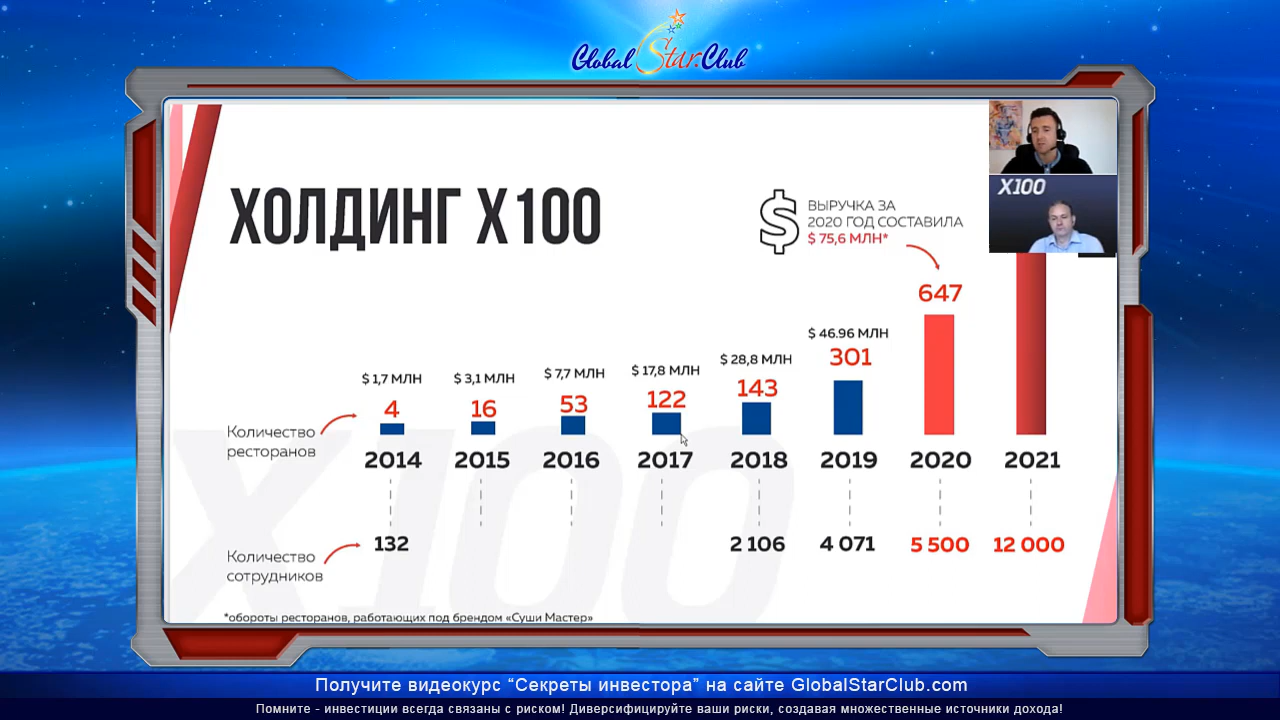 Global Star Club
X100
ХОЛДИНГ X100
ВЫРУЧКА ЗА
2020 ГОД СОСТАВИЛА
$ 75,6 МЛН*
$ 1,7 МЛН $ 3,1 МЛН $ 7,7 МЛН $ 17,8 МЛН $ 28,8 МЛН $ 46.96 МЛН
4 16 53 122 143 301 647
Количество
ресторанов
2014 2015 2016 2017 2018 2019 2020 2021
Количество
сотрудников
132 2 106 4 071 5 500 12 000
X100
*обороты ресторанов, работающих под брендом «Суши Мастер»
Получите видеокурс “Секреты инвестора” на сайте GlobalStarClub.com
Помните - инвестиции всегда связаны с риском! Диверсифицируйте ваши риски, создавая множественные источники дохода!